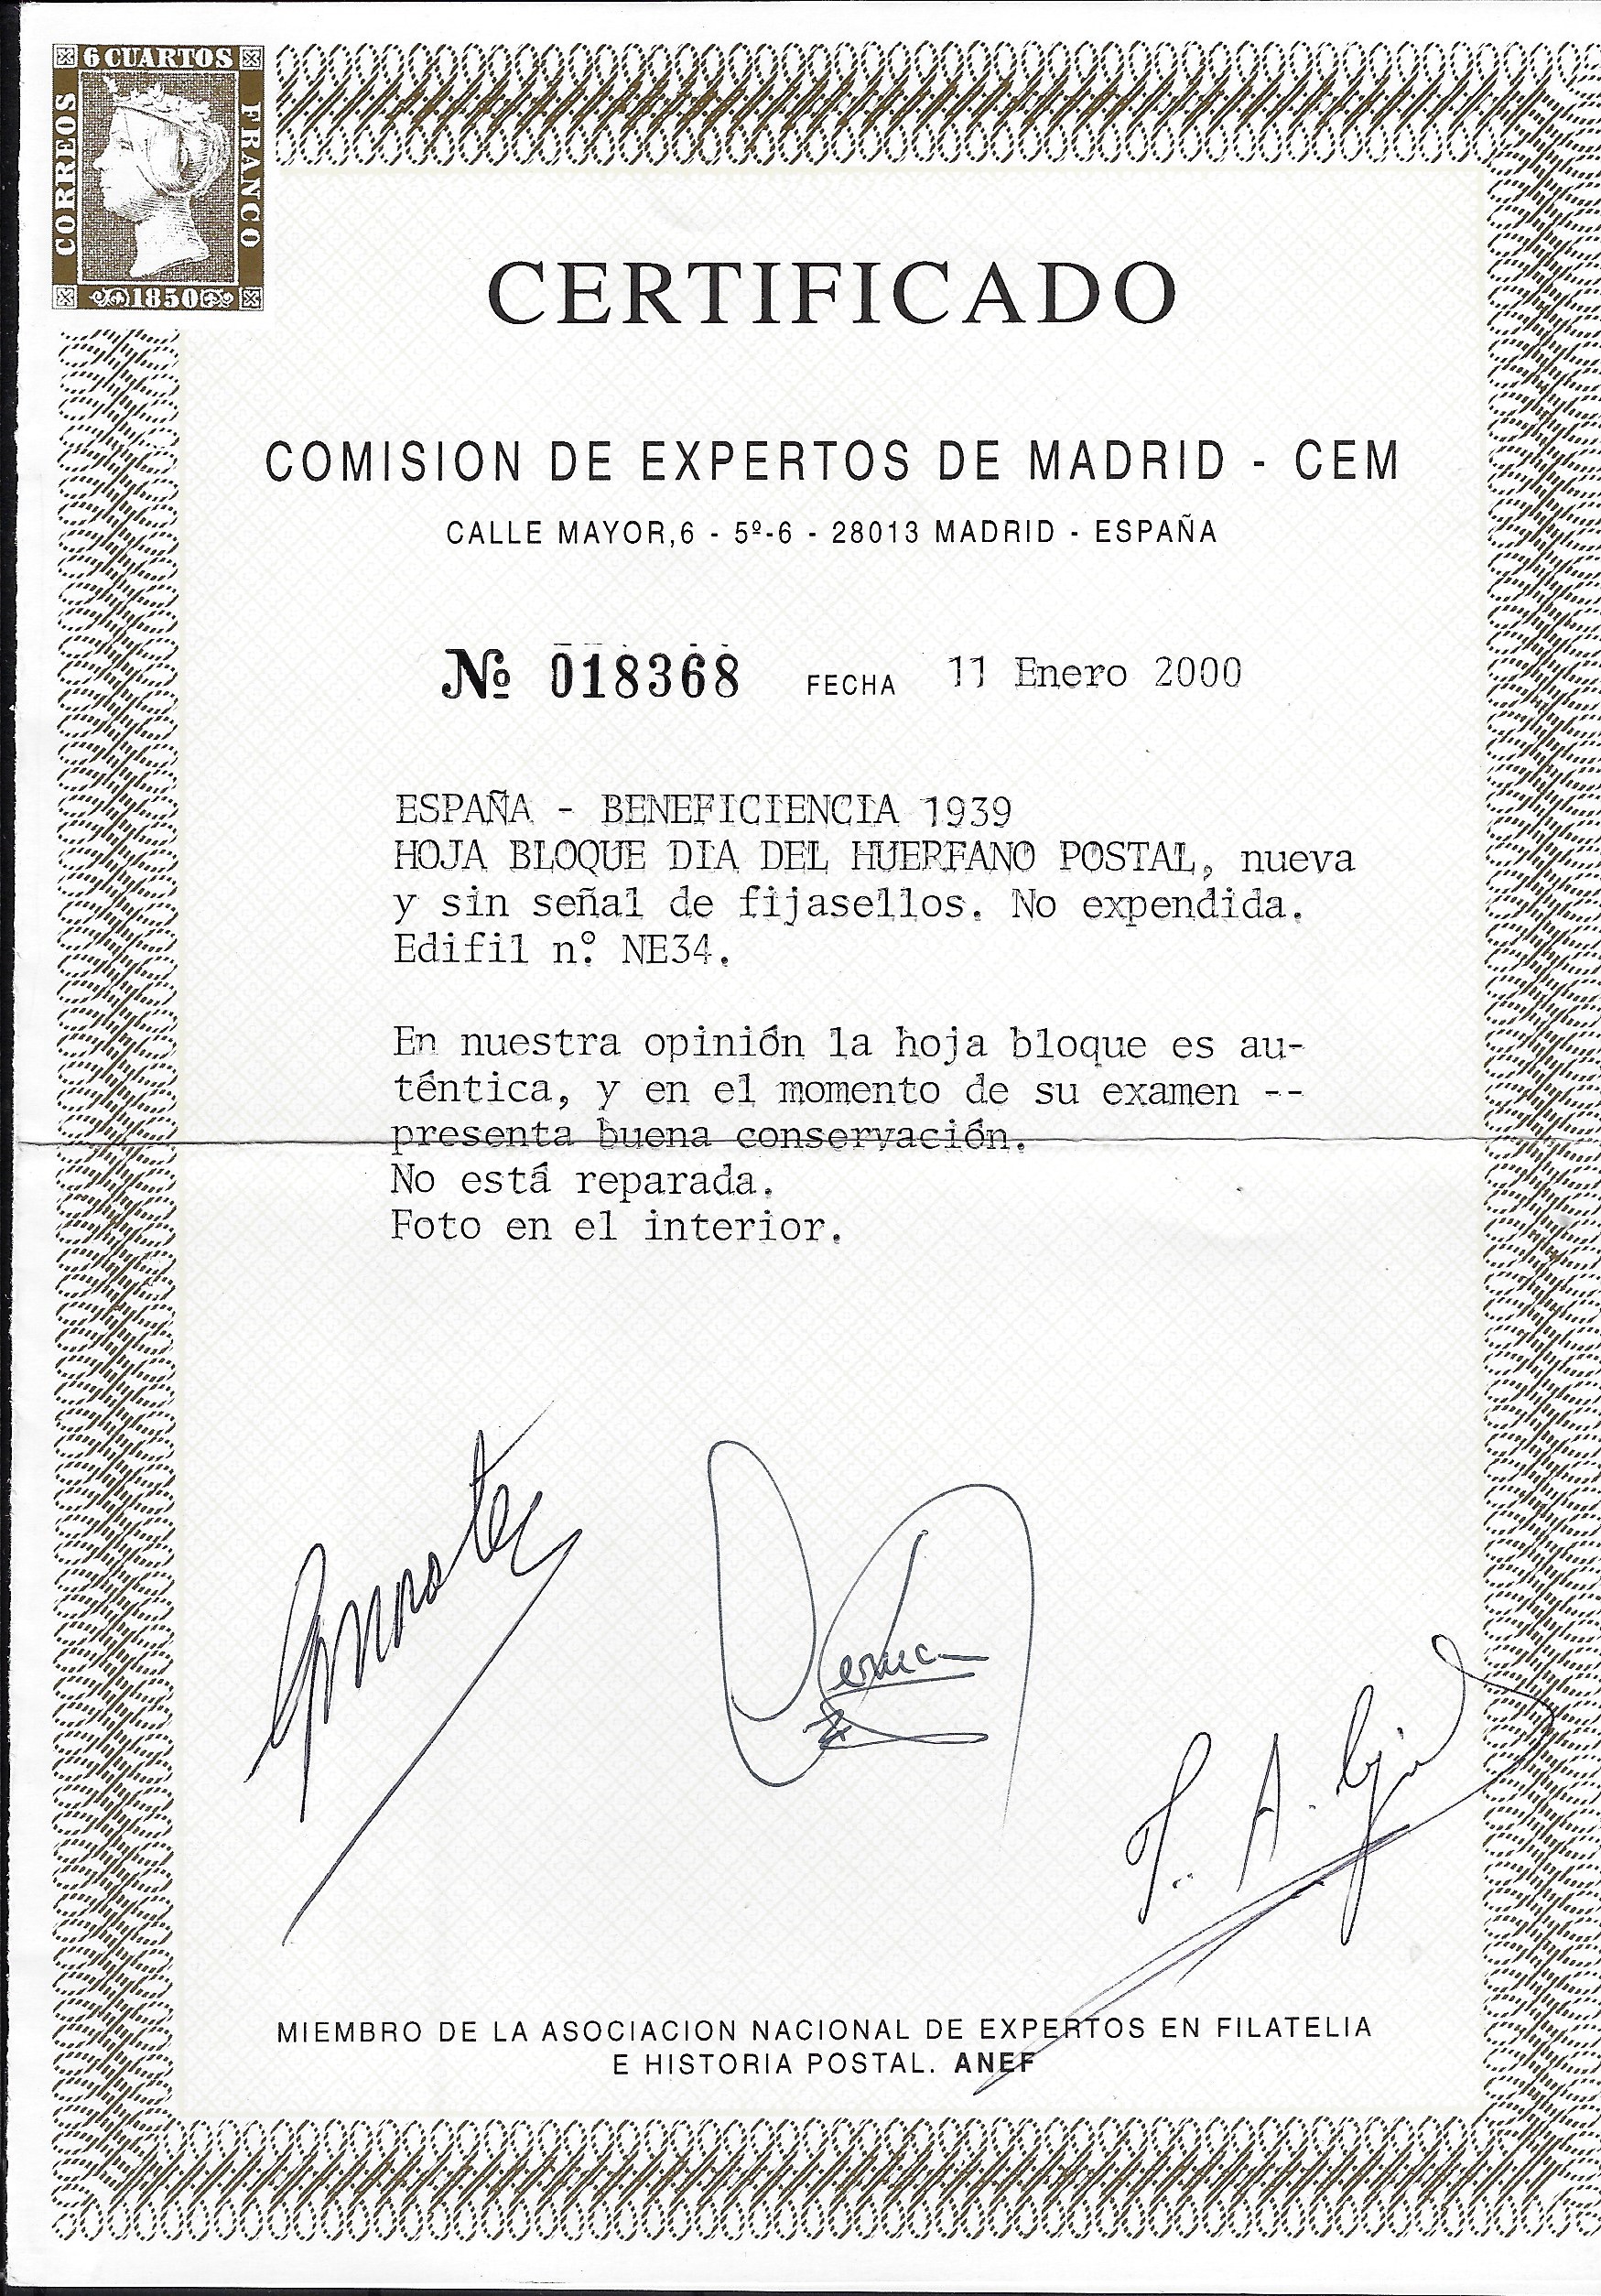 6 CUARTOS
CORREOS
FRANCO
1850
CERTIFICADO
COMISION DE EXPERTOS DE MADRID - CEM
CALLE MAYOR,6 - 5º-6 - 28013 MADRID - ESPAÑA
Nº 018368 FECHA 11 Enero 2000
ESPAÑA - BENEFICIENCIA 1939
HOJA BLOQUE DIA DEL HUERFANO POSTAL, nueva
y sin señal de fijasellos. No expendida.
Edifil nº NE34.
En nuestra opinión la hoja bloque es au-
téntica, y en el momento de su examen --
presenta buena conservación.
No está reparada.
Foto en el interior.
MIEMBRO DE LA ASOCIACION NACIONAL DE EXPERTOS EN FILATELIA
E HISTORIA POSTAL. ANEF